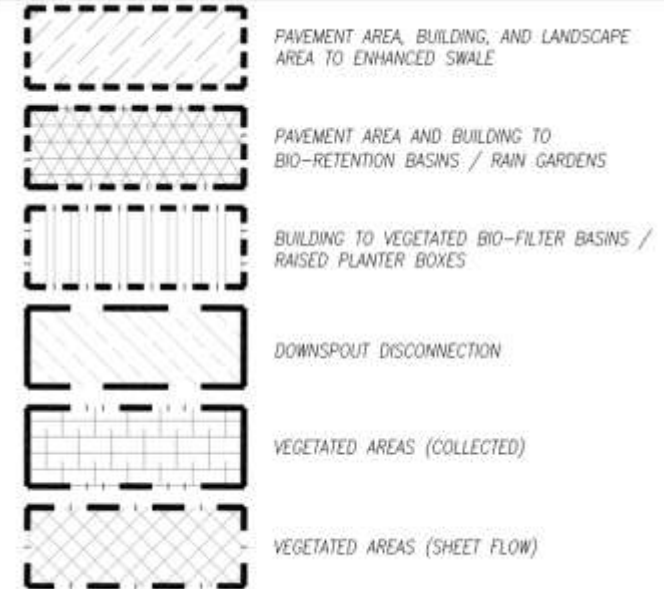 PAVEMENT AREA, BUILDING, AND LANDSCAPE
AREA TO ENHANCED SWALE
PAVEMENT AREA AND BUILDING TO
BIO-RETENTION BASINS / RAIN GARDENS
BUILDING TO VEGETATED BIO-FILTER BASINS /
RAISED PLANTER BOXES
DOWNSPOUT DISCONNECTION
VEGETATED AREAS (COLLECTED)
VEGETATED AREAS (SHEET FLOW)